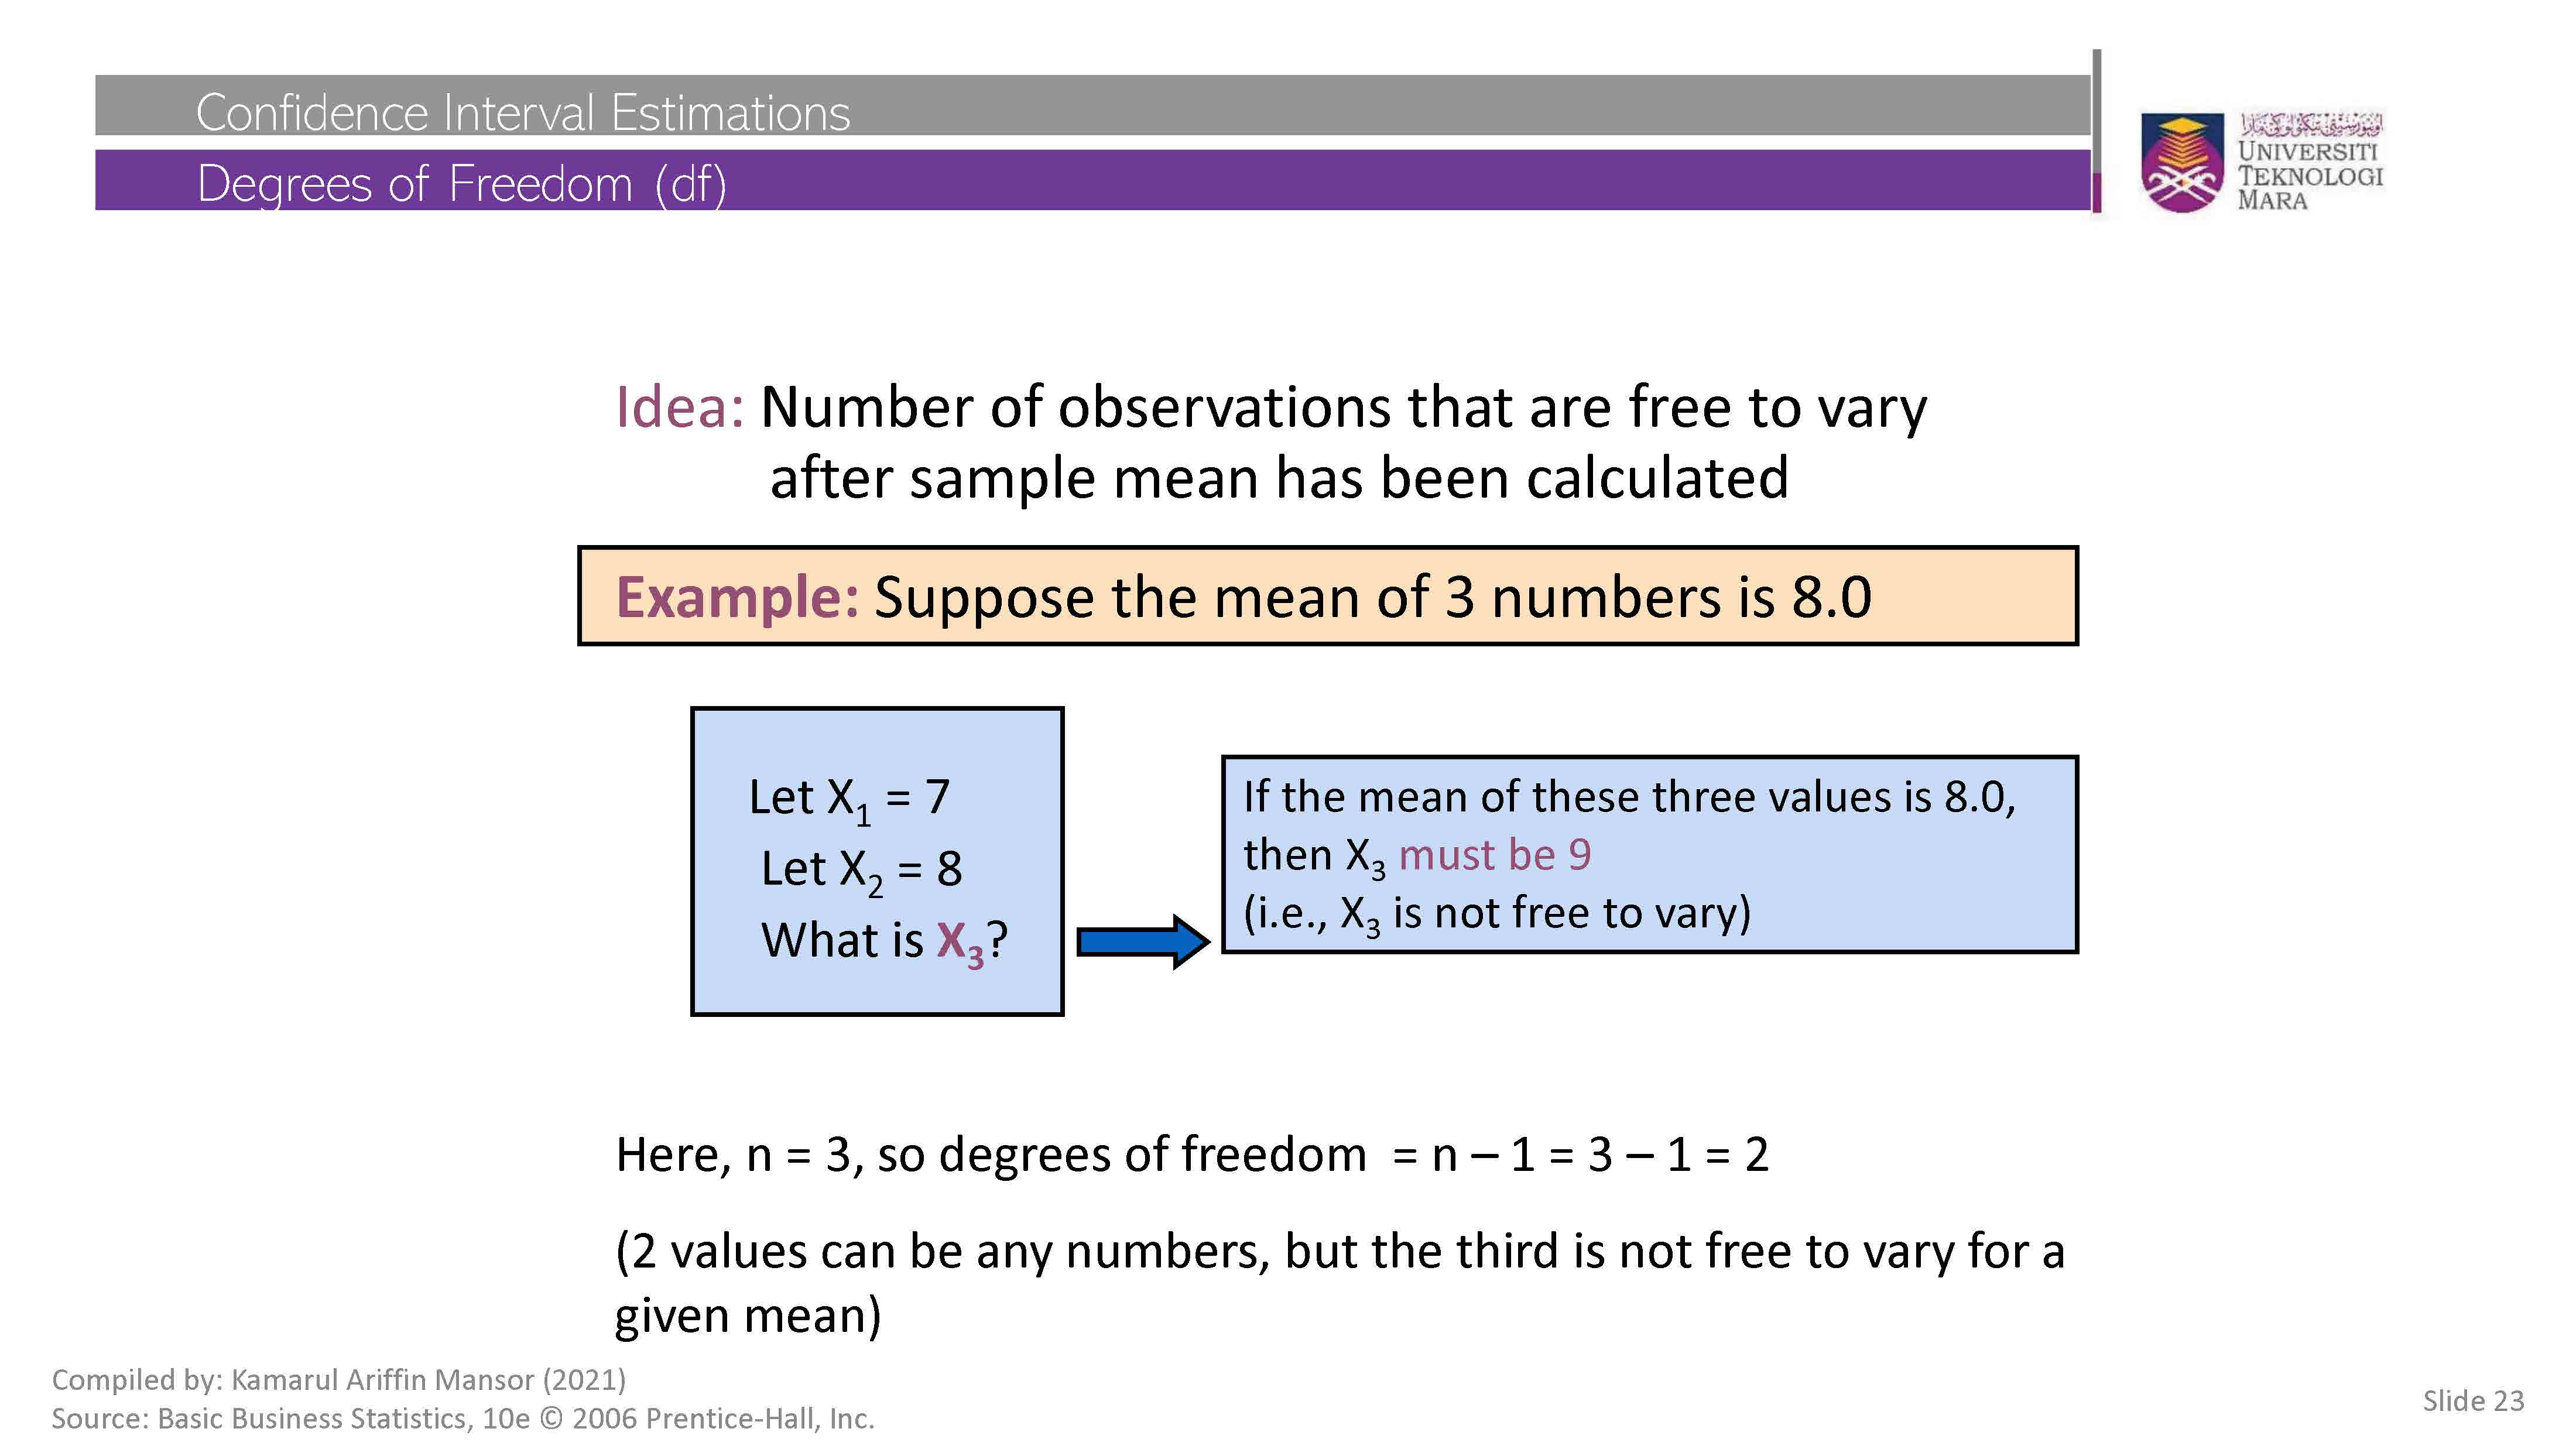 Confidence Interval Estimations
Degrees of Freedom (df)
UNIVERSITI
TEKNOLOGI
MARA
Idea: Number of observations that are free to vary
after sample mean has been calculated
Example: Suppose the mean of 3 numbers is 8.0
Let X₁ = 7
Let X₂ = 8
What is X₃?
If the mean of these three values is 8.0,
then X₃ must be 9
(i.e., X₃ is not free to vary)
Here, n = 3, so degrees of freedom = n – 1 = 3 – 1 = 2
(2 values can be any numbers, but the third is not free to vary for a
given mean)
Compiled by: Kamarul Ariffin Mansor (2021)
Source: Basic Business Statistics, 10e © 2006 Prentice-Hall, Inc.
Slide 23